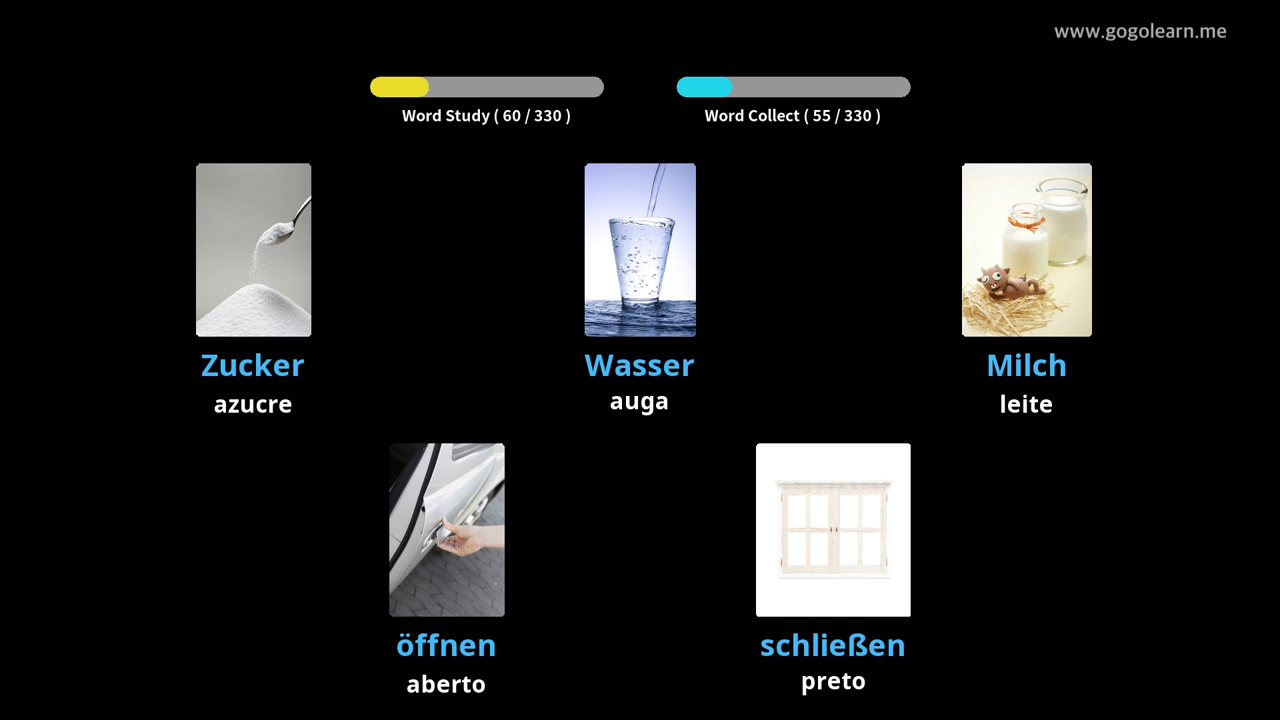 www.gogolearn.me
Word Study ( 60 / 330 )
Word Collect ( 55 / 330 )
Zucker
azucre
Wasser
auga
Milch
leite
öffnen
aberto
schließen
preto